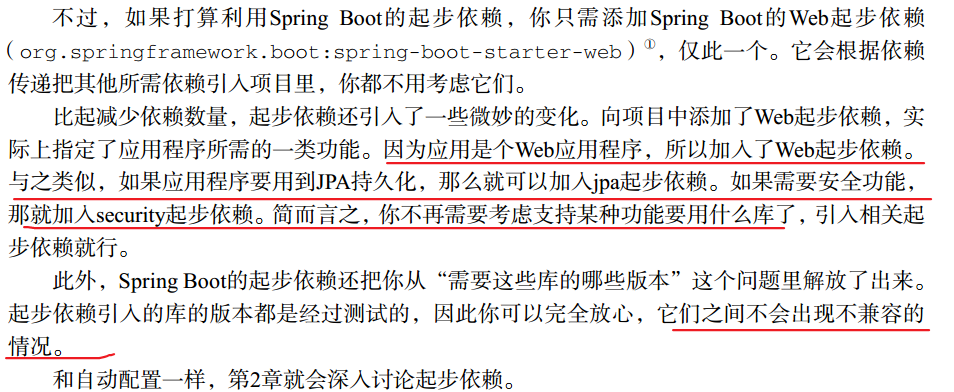 不过，如果打算利用Spring Boot的起步依赖，你只需添加Spring Boot的Web起步依赖
（org.springframework.boot:spring-boot-starter-web）①，仅此一个。它会根据依赖
传递把其他所需依赖引入项目里，你都不用考虑它们。
比起减少依赖数量，起步依赖还引入了一些微妙的变化。向项目中添加了Web起步依赖，实
际上指定了应用程序所需的一类功能。因为应用是个Web应用程序，所以加入了Web起步依赖。
与之类似，如果应用程序要用到JPA持久化，那么就可以加入jpa起步依赖。如果需要安全功能，
那就加入security起步依赖。简而言之，你不再需要考虑支持某种功能要用什么库了，引入相关起
步依赖就行。
此外，Spring Boot的起步依赖还把你从“需要这些库的哪些版本”这个问题里解放了出来。
起步依赖引入的库的版本都是经过测试的，因此你可以完全放心，它们之间不会出现不兼容的
情况。
和自动配置一样，第2章就会深入讨论起步依赖。